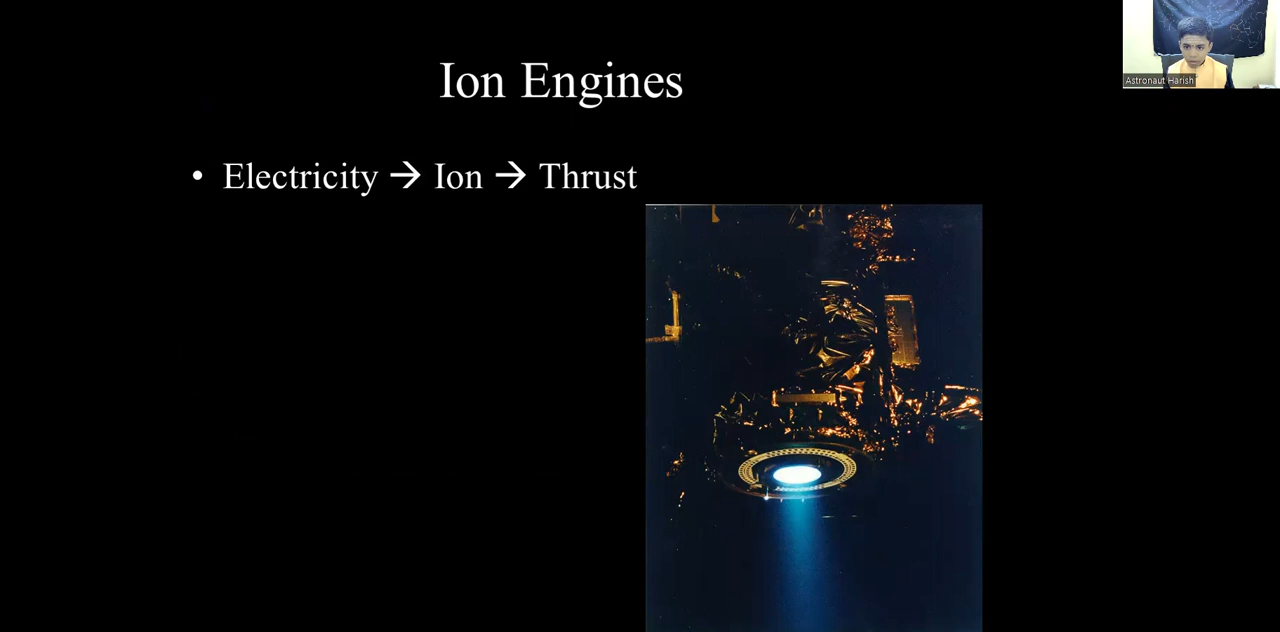 Ion Engines
• Electricity → Ion → Thrust
Astronaut Harish